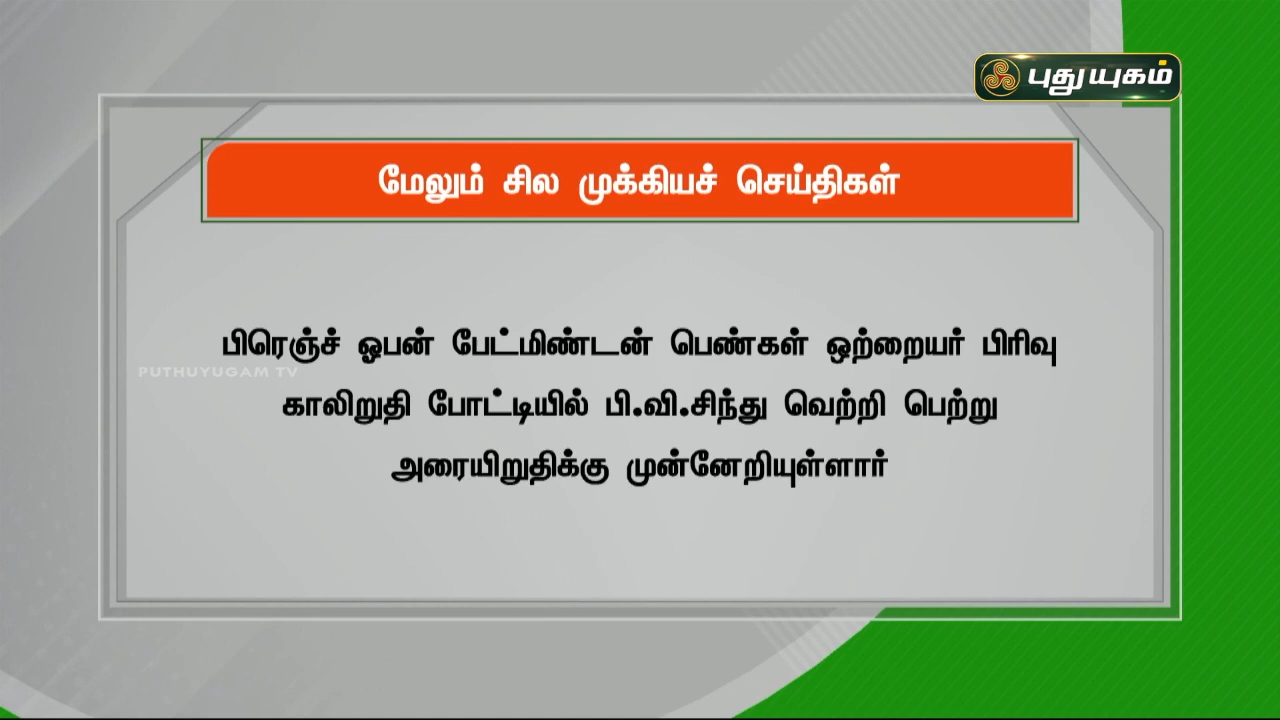 புதுயுகம்
மேலும் சில முக்கியச் செய்திகள்
பிரெஞ்ச் ஓபன் பேட்மிண்டன் பெண்கள் ஒற்றையர் பிரிவு
PUTHUYUGAM TV
காலிறுதி போட்டியில் பி.வி.சிந்து வெற்றி பெற்று
அரையிறுதிக்கு முன்னேறியுள்ளார்